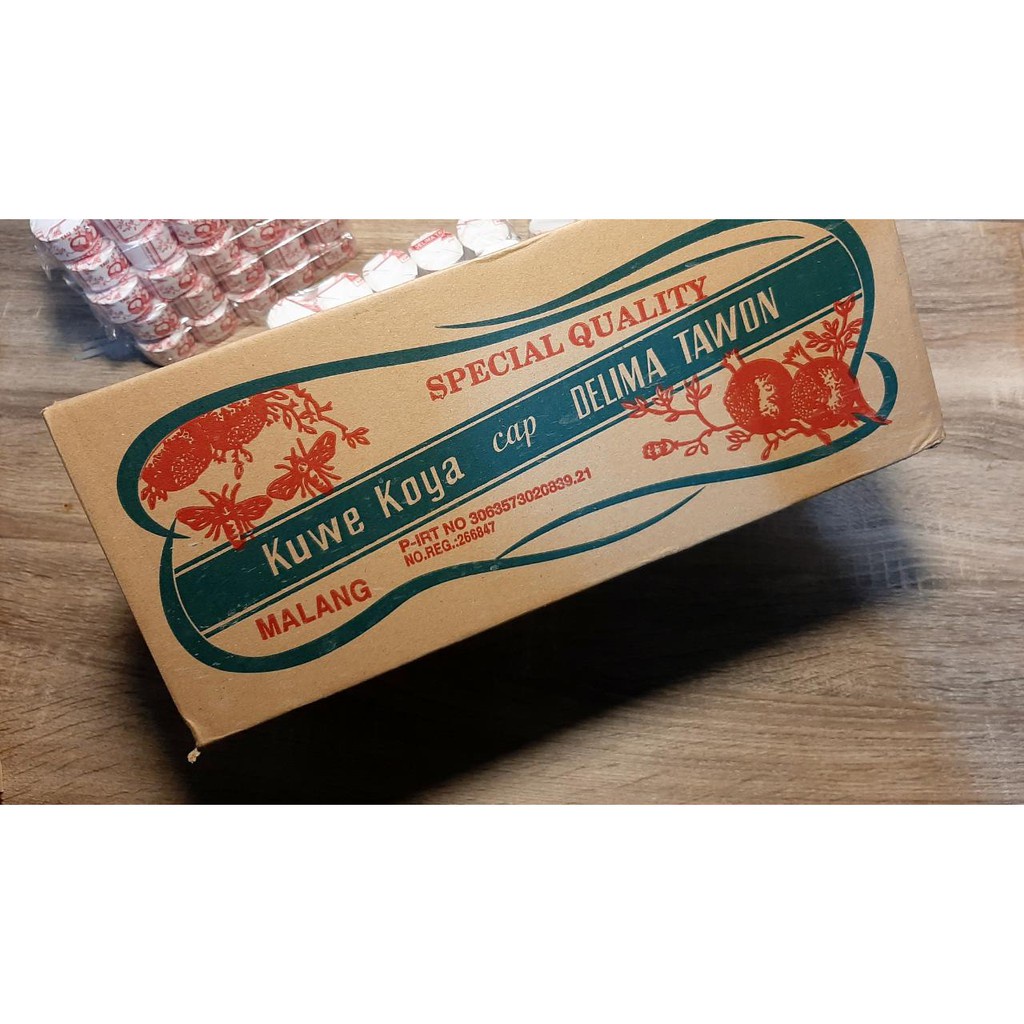 SPECIAL QUALITY
Kuwe Koya cap DELIMA TAWON
P-IRT NO 3063573020839.21
NO.REG.:266847
MALANG